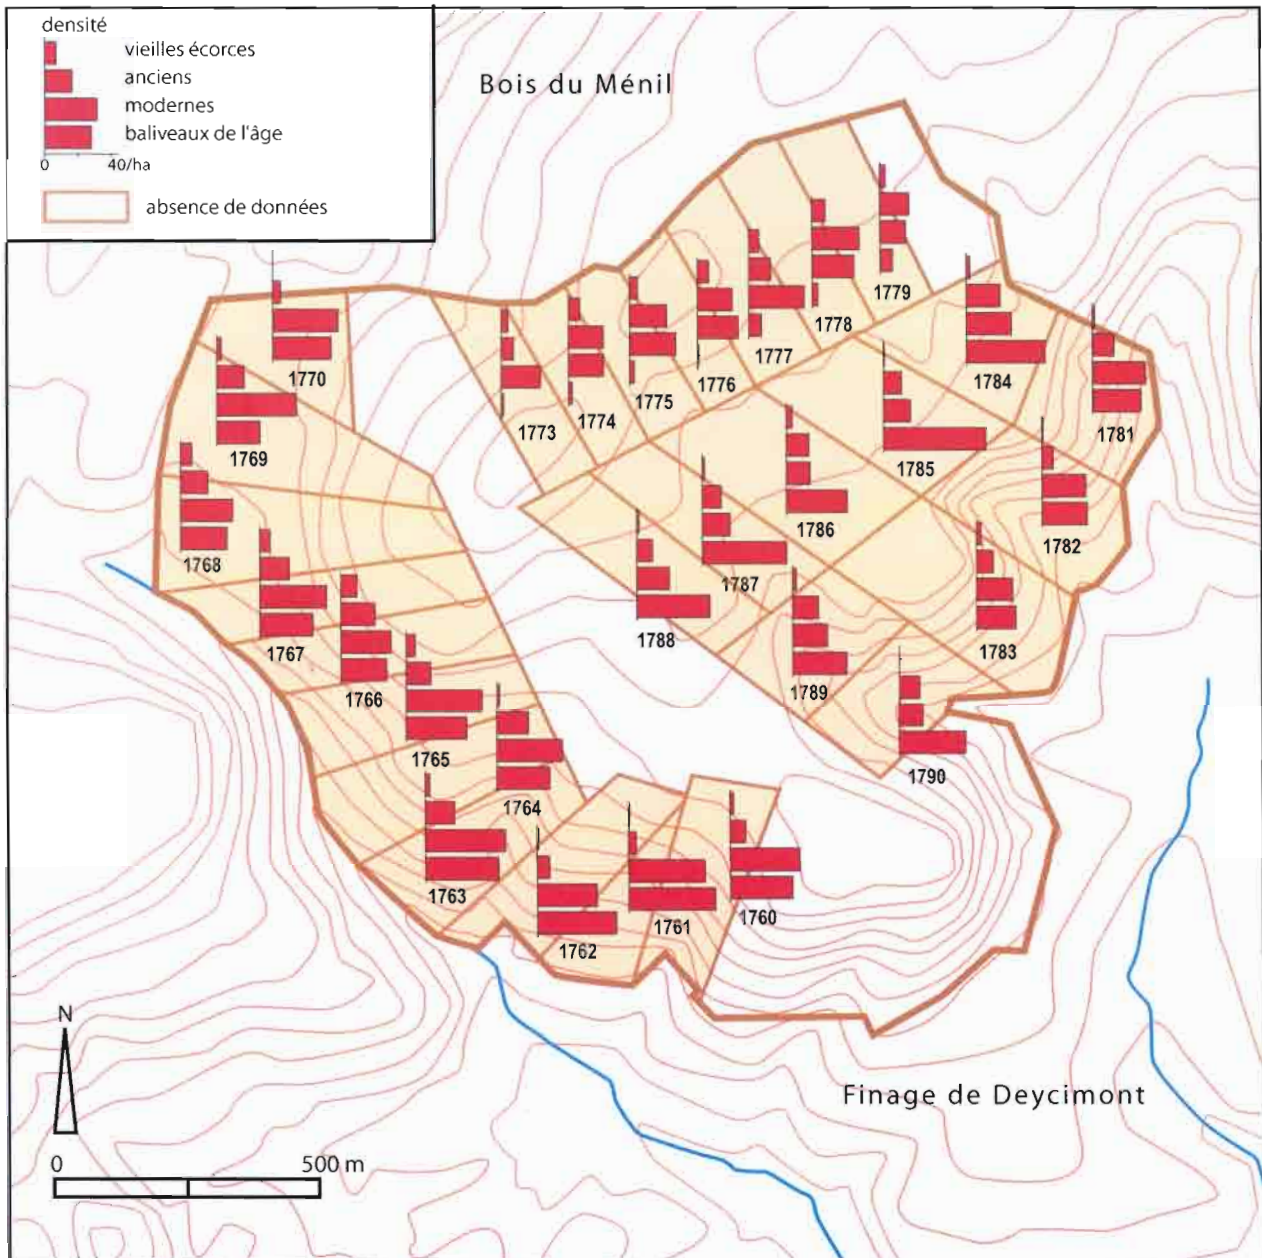 densité
vieilles écorces
anciens
modernes
baliveaux de l'âge
0 40/ha
absence de données
Bois du Ménil
1779
1778
1777
1776
1775
1774
1773
1770
1784
1781
1769
1785
1786
1782
1768
1787
1788
1783
1767
1766
1789
1765
1790
1764
1763
1762
1761
1760
N
Finage de Deycimont
0 500 m